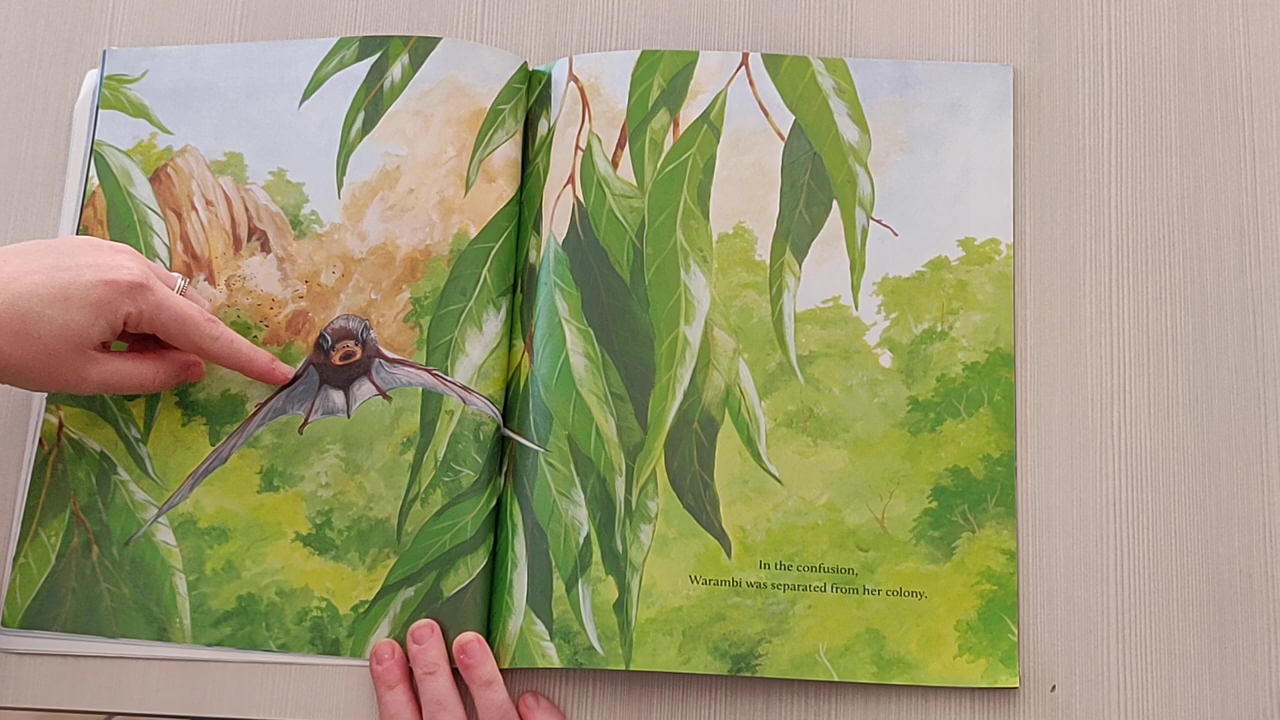 In the confusion,
Warambi was separated from her colony.